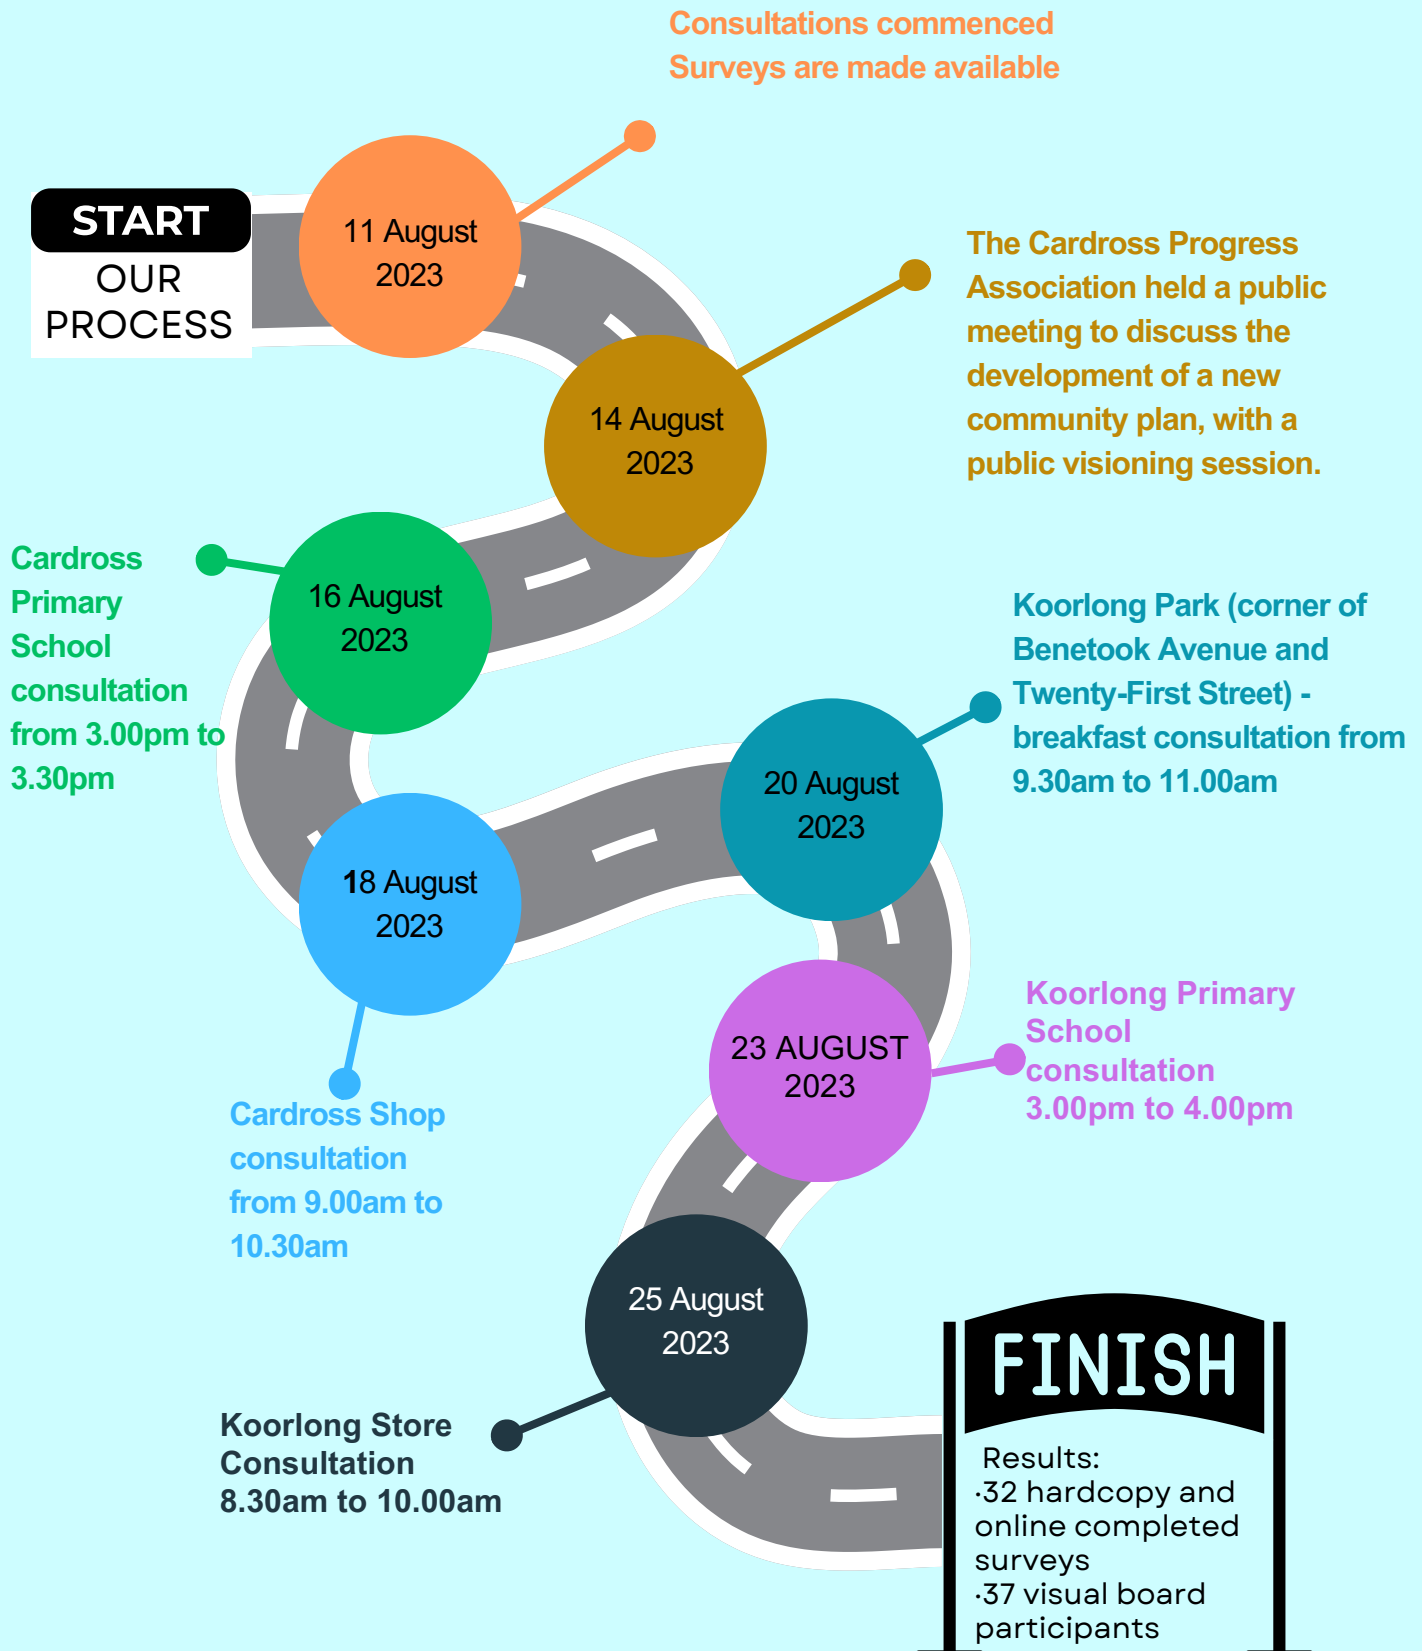 Consultations commenced
Surveys are made available
START
OUR
PROCESS
11 August
2023
The Cardross Progress
Association held a public
meeting to discuss the
development of a new
community plan, with a
public visioning session.
14 August
2023
Cardross
Primary
School
consultation
from 3.00pm to
3.30pm
16 August
2023
Koorlong Park (corner of
Benetook Avenue and
Twenty-First Street) -
breakfast consultation from
9.30am to 11.00am
20 August
2023
18 August
2023
Cardross Shop
consultation
from 9.00am to
10.30am
Koorlong Primary
School
consultation
3.00pm to 4.00pm
23 AUGUST
2023
25 August
2023
Koorlong Store
Consultation
8.30am to 10.00am
FINISH
Results:
·32 hardcopy and
online completed
surveys
·37 visual board
participants